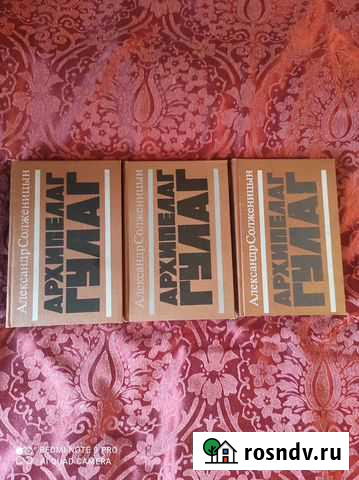 Александр Солженицын
АРХИПЕЛАГ
ГУЛАГ
Александр Солженицын
АРХИПЕЛАГ
ГУЛАГ
Александр Солженицын
АРХИПЕЛАГ
ГУЛАГ
REDMI NOTE 9 PRO
AI QUAD CAMERA
rosndv.ru